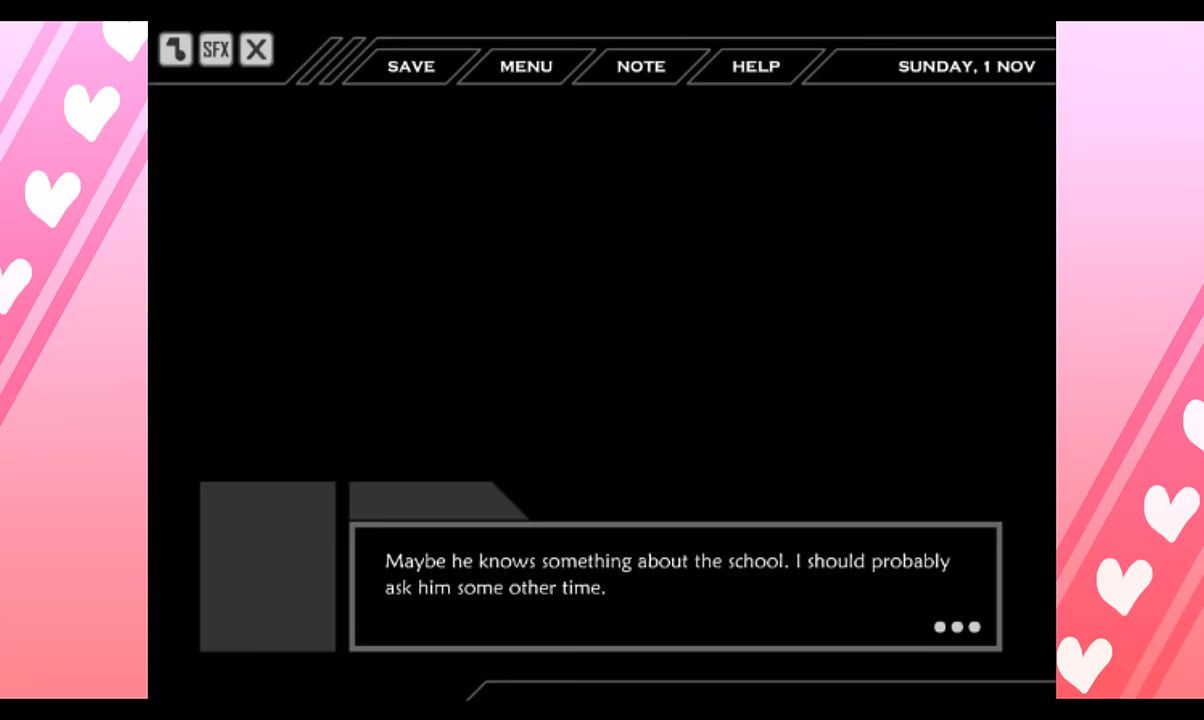 SFX
SAVE
MENU
NOTE
HELP
SUNDAY, 1 NOV
Maybe he knows something about the school. I should probably
ask him some other time.